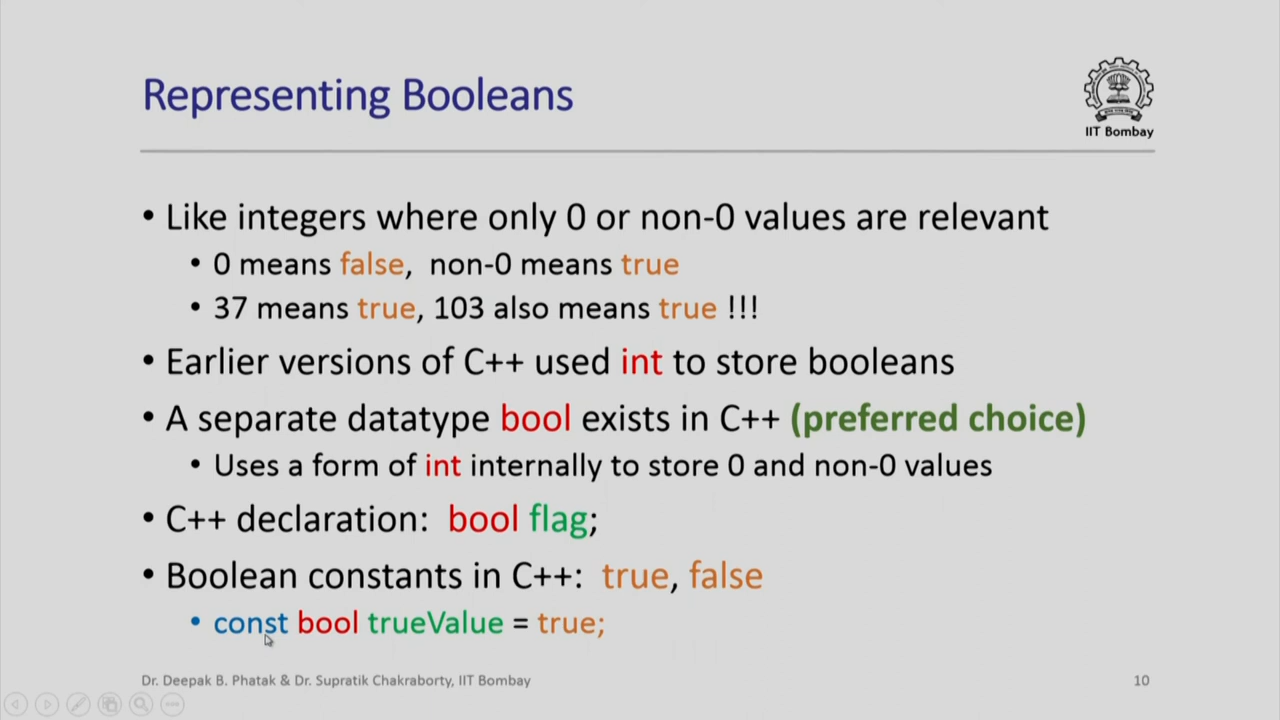 Representing Booleans
IIT Bombay
• Like integers where only 0 or non-0 values are relevant
• 0 means false, non-0 means true
• 37 means true, 103 also means true !!!
• Earlier versions of C++ used int to store booleans
• A separate datatype bool exists in C++ (preferred choice)
• Uses a form of int internally to store 0 and non-0 values
• C++ declaration: bool flag;
• Boolean constants in C++: true, false
• const bool trueValue = true;
Dr. Deepak B. Phatak & Dr. Supratik Chakraborty, IIT Bombay
10